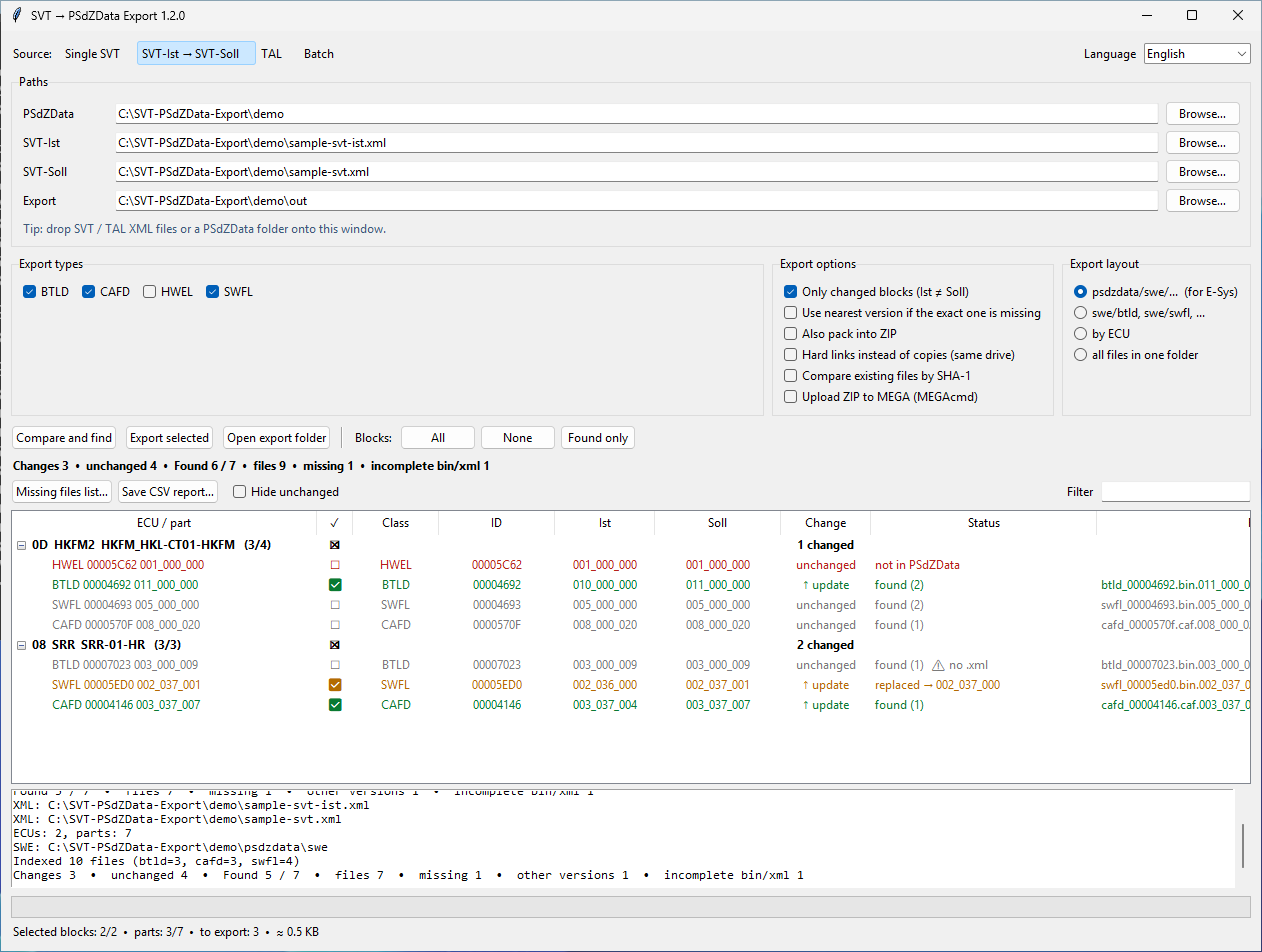 SVT → PSdZData Export 1.2.0
Source: Single SVT SVT-Ist → SVT-Soll TAL Batch Language English
Paths
PSdZData C:\SVT-PSdZData-Export\demo Browse...
SVT-Ist C:\SVT-PSdZData-Export\demo\sample-svt-ist.xml Browse...
SVT-Soll C:\SVT-PSdZData-Export\demo\sample-svt.xml Browse...
Export C:\SVT-PSdZData-Export\demo\out Browse...
Tip: drop SVT / TAL XML files or a PSdZData folder onto this window.
Export types
BTLD CAFD HWEL SWFL
Export options
Only changed blocks (Ist ≠ Soll)
Use nearest version if the exact one is missing
Also pack into ZIP
Hard links instead of copies (same drive)
Compare existing files by SHA-1
Upload ZIP to MEGA (MEGAcmd)
Export layout
psdzdata/swe/... (for E-Sys)
swe/btld, swe/swfl, ...
by ECU
all files in one folder
Compare and find Export selected Open export folder Blocks: All None Found only
Changes 3 • unchanged 4 • Found 6 / 7 • files 9 • missing 1 • incomplete bin/xml 1
Missing files list... Save CSV report... Hide unchanged Filter
ECU / part ✓ Class ID Ist Soll Change Status
0D HKFM2 HKFM_HKL-CT01-HKFM (3/4) 1 changed
HWEL 00005C62 001_000_000 HWEL 00005C62 001_000_000 001_000_000 unchanged not in PSdZData
BTLD 00004692 011_000_000 BTLD 00004692 010_000_000 011_000_000 ↑ update found (2) btld_00004692.bin.011_000_0
SWFL 00004693 005_000_000 SWFL 00004693 005_000_000 005_000_000 unchanged found (2) swfl_00004693.bin.005_000_0
CAFD 0000570F 008_000_020 CAFD 0000570F 008_000_020 008_000_020 unchanged found (1) cafd_0000570f.caf.008_000_0
08 SRR SRR-01-HR (3/3) 2 changed
BTLD 00007023 003_000_009 BTLD 00007023 003_000_009 003_000_009 unchanged found (1) ⚠ no .xml btld_00007023.bin.003_000_0
SWFL 00005ED0 002_037_001 SWFL 00005ED0 002_036_000 002_037_001 ↑ update replaced → 002_037_000 swfl_00005ed0.bin.002_037_0
CAFD 00004146 003_037_007 CAFD 00004146 003_037_004 003_037_007 ↑ update found (1) cafd_00004146.caf.003_037_0
Found 5 / 7 • files 7 • missing 1 • other versions 1 • incomplete bin/xml 1
XML: C:\SVT-PSdZData-Export\demo\sample-svt-ist.xml
XML: C:\SVT-PSdZData-Export\demo\sample-svt.xml
ECUs: 2, parts: 7
SWE: C:\SVT-PSdZData-Export\demo\psdzdata\swe
Indexed 10 files (btld=3, cafd=3, swfl=4)
Changes 3 • unchanged 4 • Found 5 / 7 • files 7 • missing 1 • other versions 1 • incomplete bin/xml 1
Selected blocks: 2/2 • parts: 3/7 • to export: 3 • ≈ 0.5 KB